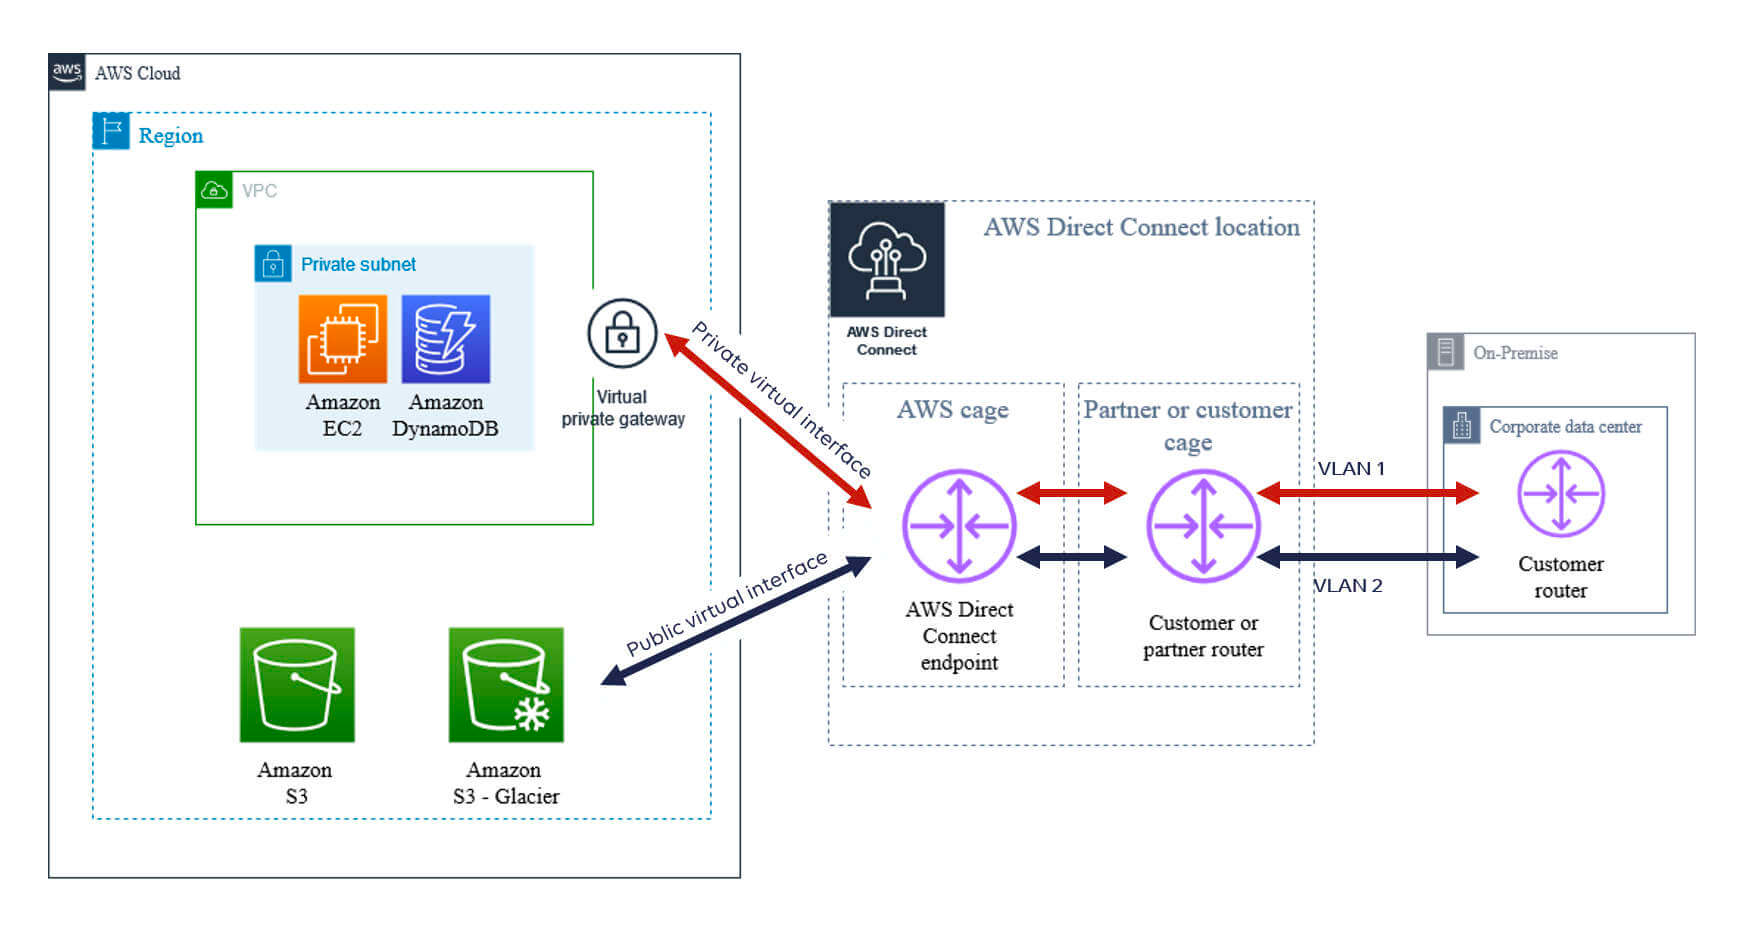 aws
AWS Cloud
Region
VPC
Private subnet
Amazon
EC2
Amazon
DynamoDB
Virtual
private gateway
Private virtual interface
Public virtual interface
Amazon
S3
Amazon
S3 - Glacier
AWS Direct Connect location
AWS Direct
Connect
AWS cage
AWS Direct
Connect
endpoint
Partner or customer
cage
Customer or
partner router
VLAN 1
VLAN 2
On-Premise
Corporate data center
Customer
router